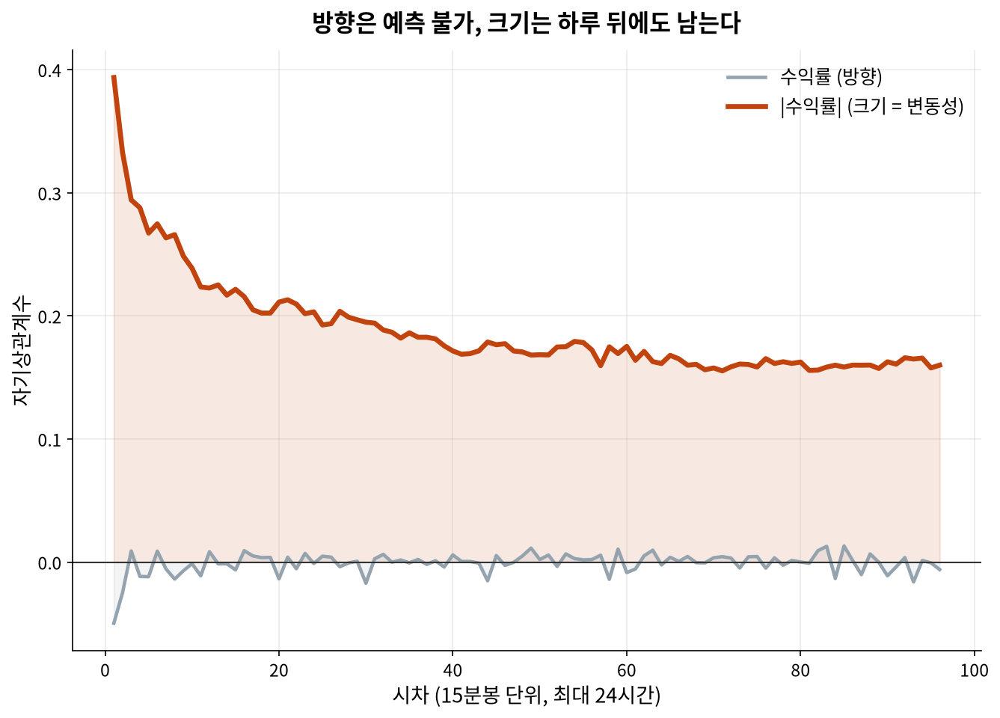 방향은 예측 불가, 크기는 하루 뒤에도 남는다
수익률 (방향)
|수익률| (크기 = 변동성)
자기상관계수
0.4
0.3
0.2
0.1
0.0
0 20 40 60 80 100
시차 (15분봉 단위, 최대 24시간)